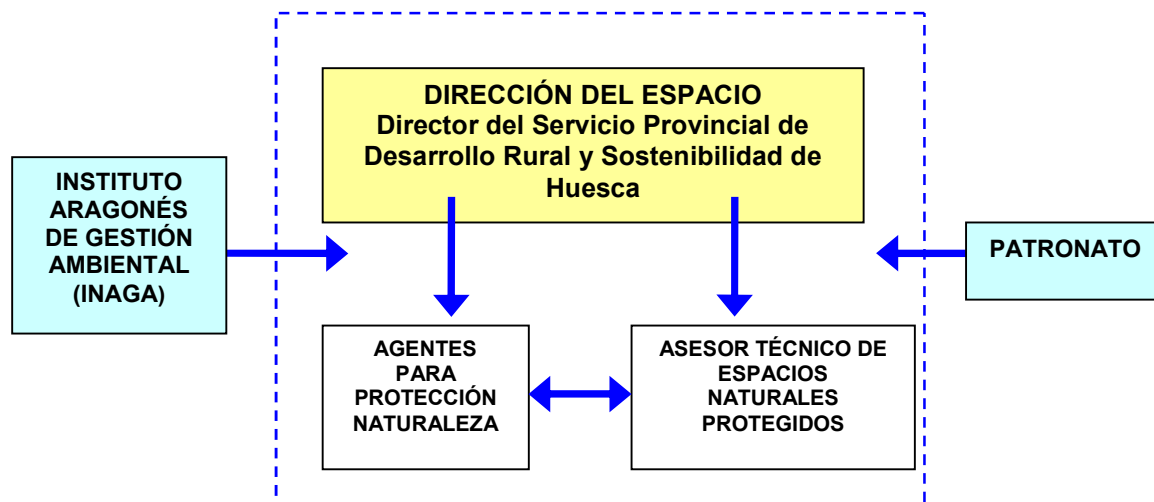 DIRECCIÓN DEL ESPACIO
Director del Servicio Provincial de
Desarrollo Rural y Sostenibilidad de
Huesca
INSTITUTO
ARAGONÉS
DE GESTIÓN
AMBIENTAL
(INAGA)
PATRONATO
AGENTES
PARA
PROTECCIÓN
NATURALEZA
ASESOR TÉCNICO DE
ESPACIOS
NATURALES
PROTEGIDOS